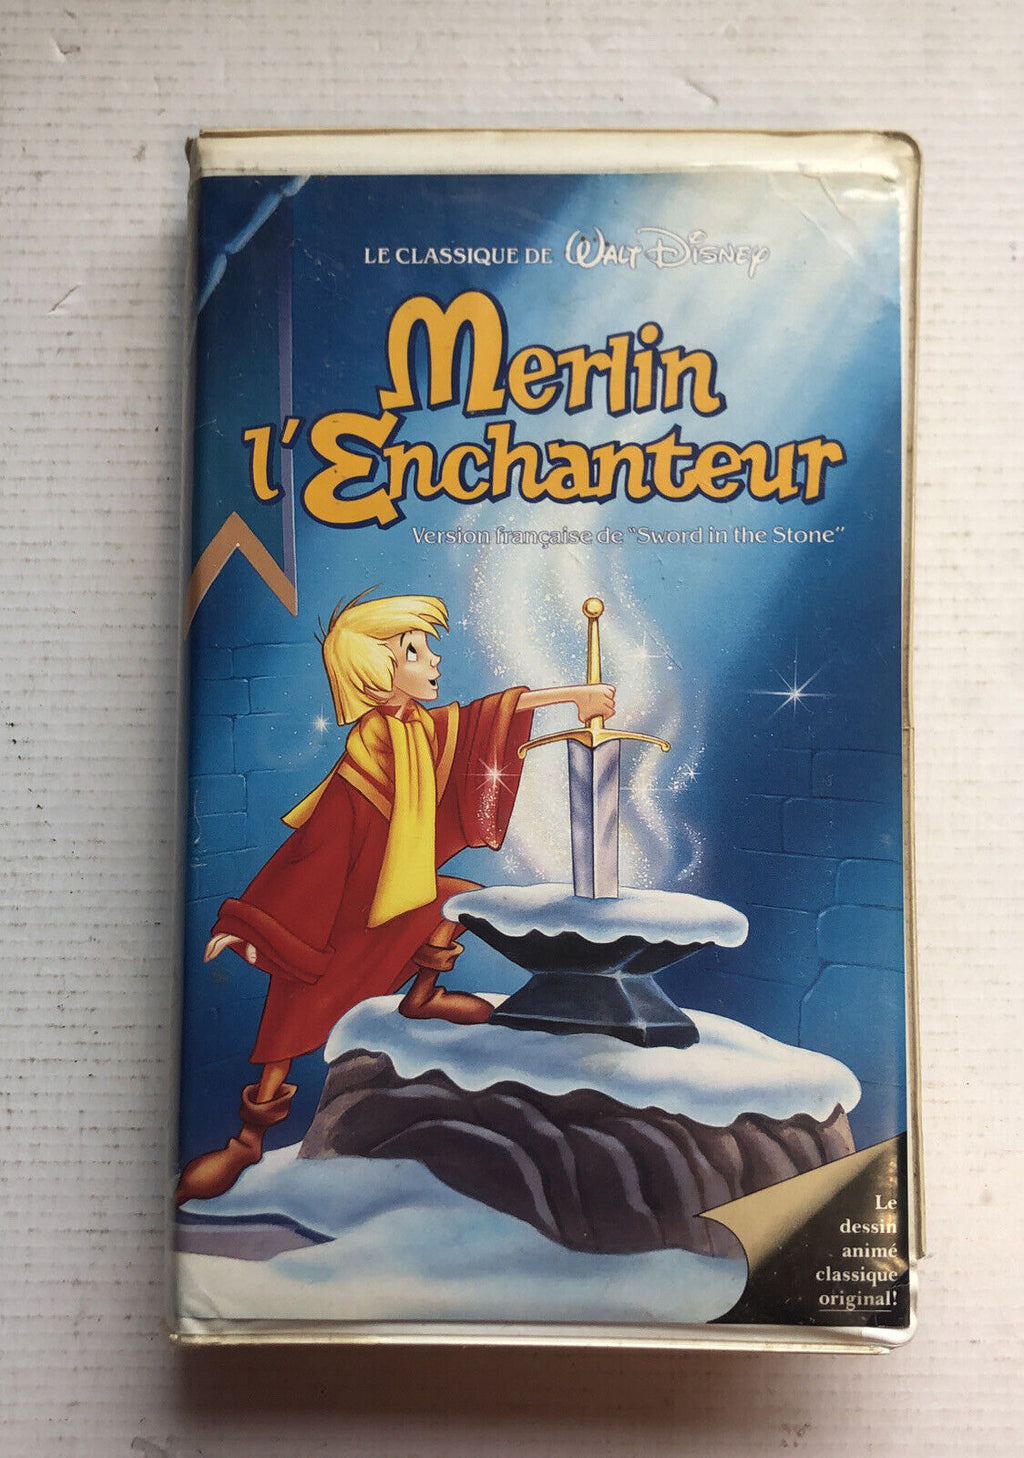 LE CLASSIQUE DE Walt Disney
Merlin
l'Enchanteur
Version française de "Sword in the Stone"
Le
dessin
animé
classique
original!